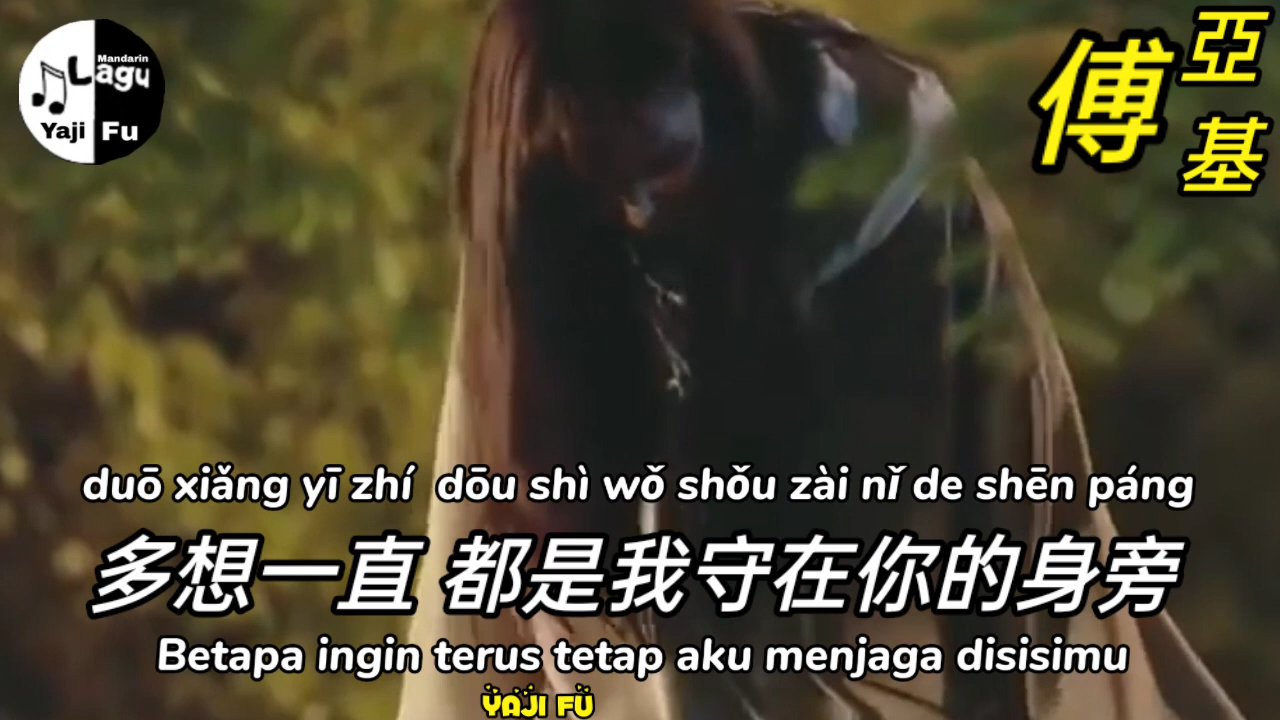 Mandarin
Lagu
Yaji Fu
傅亞基
duō xiǎng yī zhí dōu shì wǒ shǒu zài nǐ de shēn páng
多想一直 都是我守在你的身旁
Betapa ingin terus tetap aku menjaga disisimu
YAJI FU